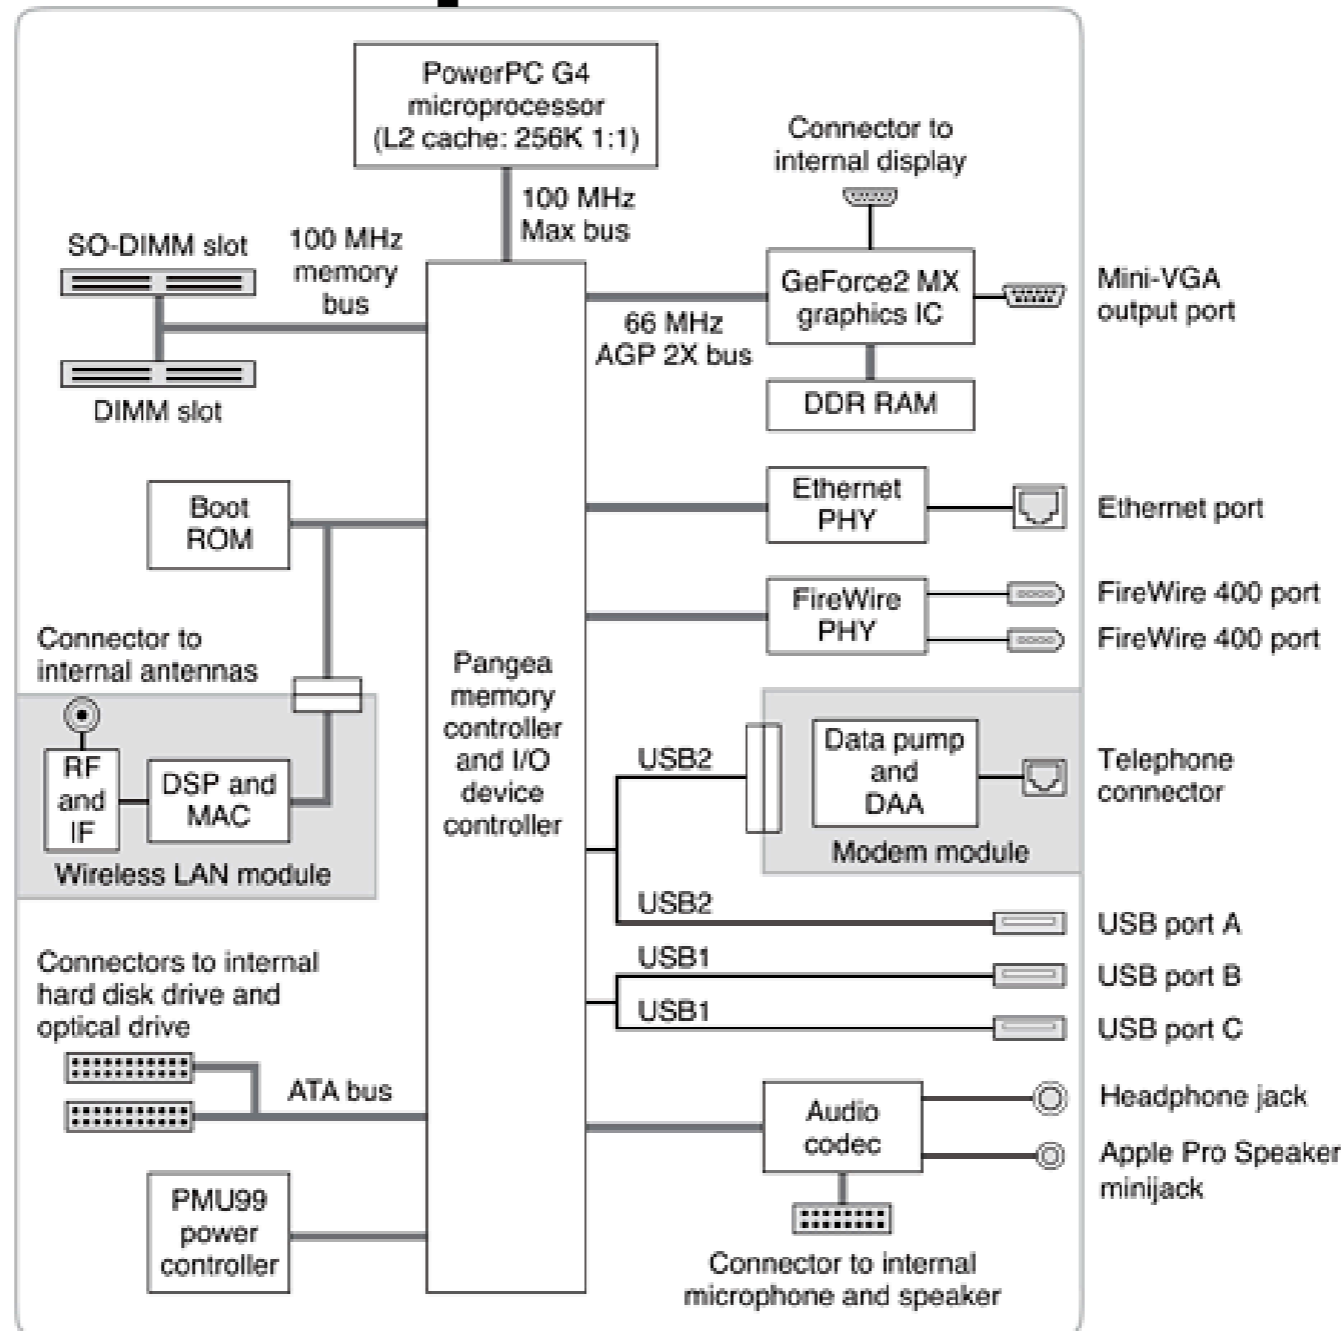 PowerPC G4
microprocessor
(L2 cache: 256K 1:1)
100 MHz
Max bus
Connector to
internal display
SO-DIMM slot
100 MHz
memory
bus
DIMM slot
GeForce2 MX
graphics IC
Mini-VGA
output port
66 MHz
AGP 2X bus
DDR RAM
Boot
ROM
Ethernet
PHY
Ethernet port
FireWire
PHY
FireWire 400 port
FireWire 400 port
Connector to
internal antennas
RF
and
IF
DSP and
MAC
Wireless LAN module
Pangea
memory
controller
and I/O
device
controller
USB2
Data pump
and
DAA
Modem module
Telephone
connector
USB2
USB port A
USB1
USB port B
USB1
USB port C
Connectors to internal
hard disk drive and
optical drive
ATA bus
Audio
codec
Headphone jack
Apple Pro Speaker
minijack
PMU99
power
controller
Connector to internal
microphone and speaker